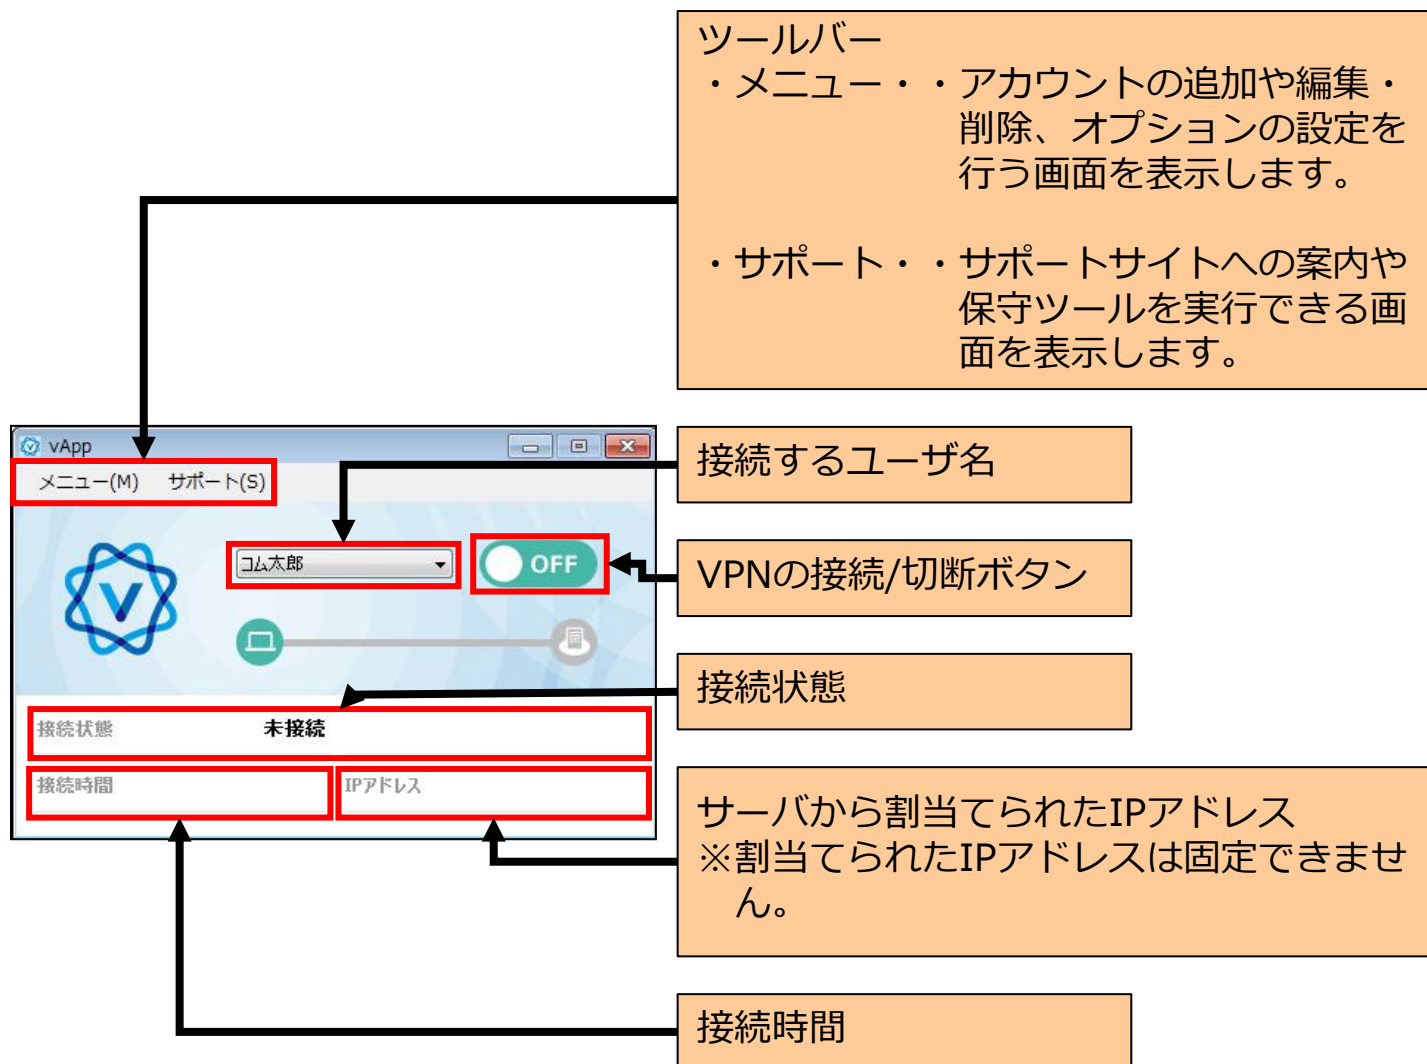 ツールバー
・メニュー・・アカウントの追加や編集・
削除、オプションの設定を
行う画面を表示します。
・サポート・・サポートサイトへの案内や
保守ツールを実行できる画
面を表示します。
vApp
メニュー(M) サポート(S)
接続するユーザ名
コム太郎
OFF
VPNの接続/切断ボタン
接続状態
接続状態 未接続
接続時間 IPアドレス
サーバから割当てられたIPアドレス
※割当てられたIPアドレスは固定できませ
ん。
接続時間